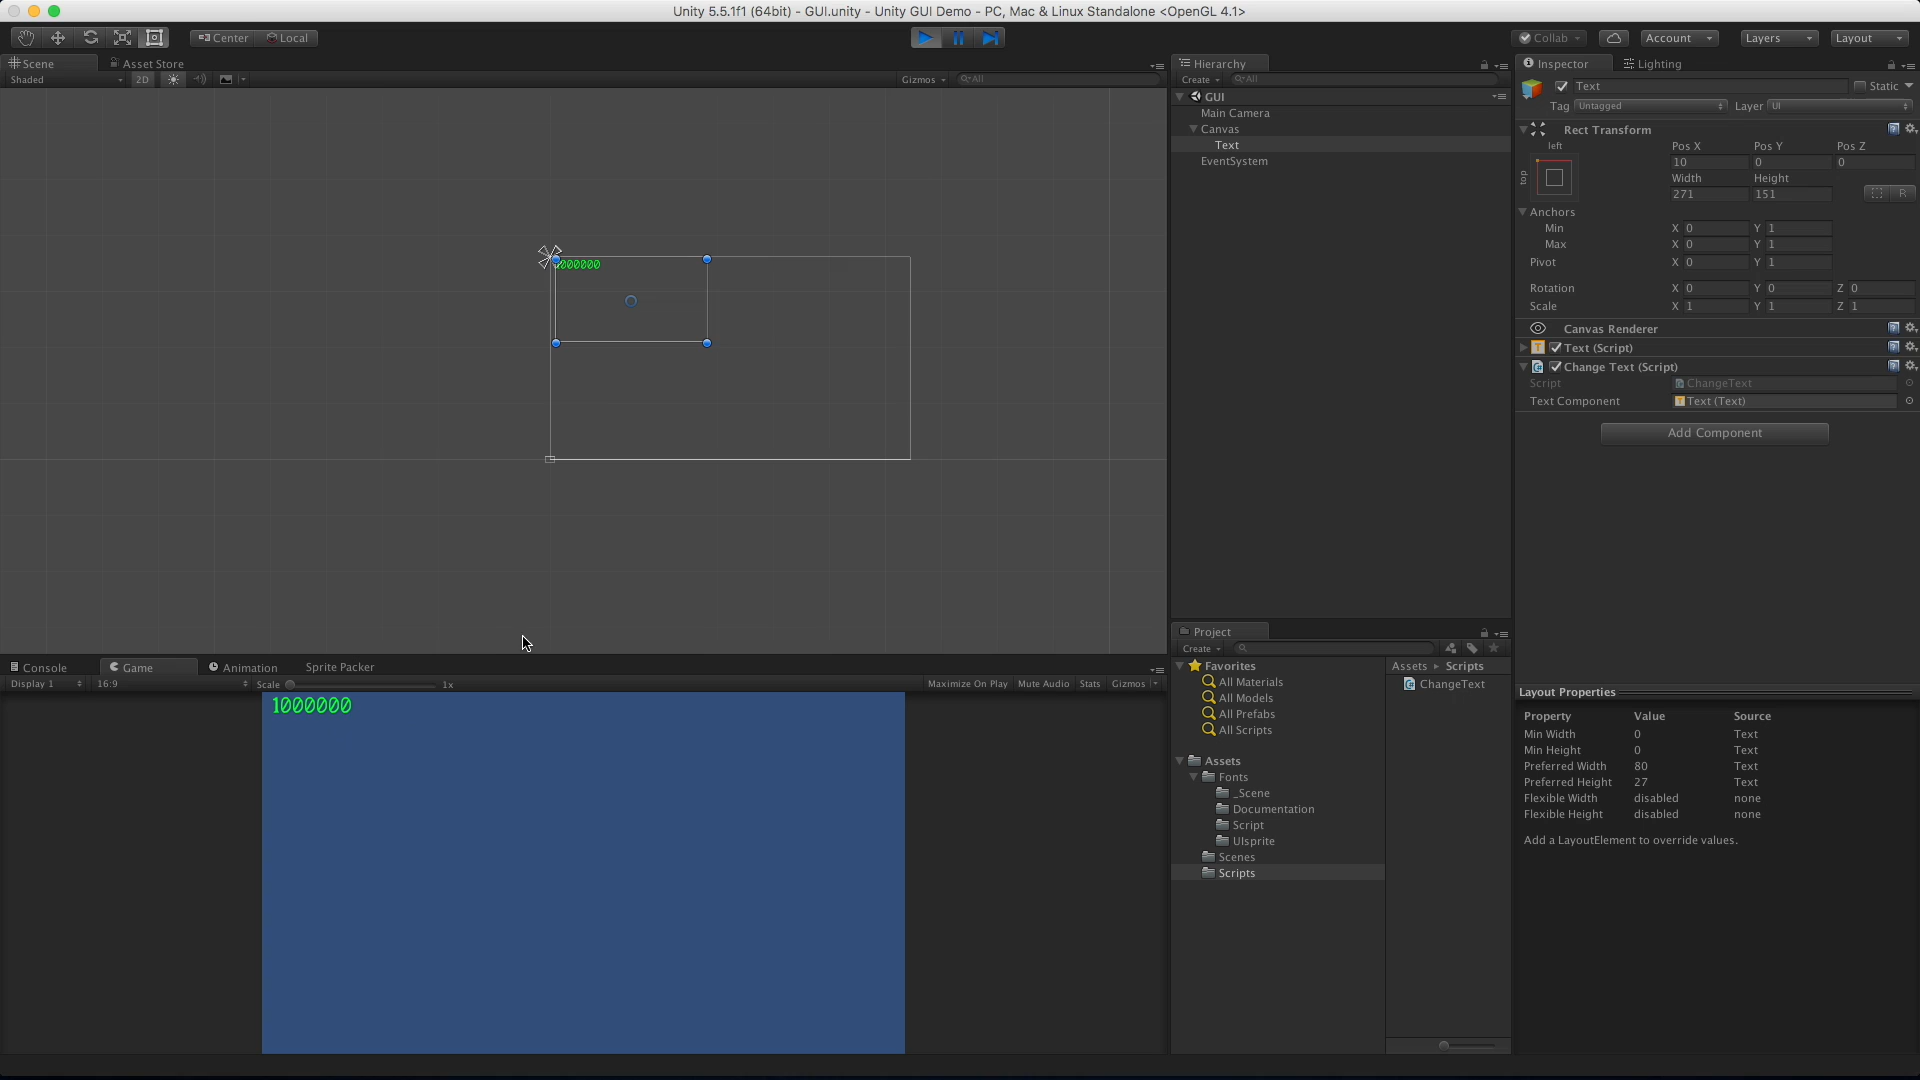 Unity 5.5.1f1 (64bit) - GUI.unity - Unity GUI Demo - PC, Mac & Linux Standalone <OpenGL 4.1>
Center Local
Collab Account Layers Layout
Scene Asset Store
Shaded 2D Gizmos All
1000000
Console Game Animation Sprite Packer
Display 1 16:9 Scale 1x Maximize On Play Mute Audio Stats Gizmos
1000000
Hierarchy
Create All
GUI
Main Camera
Canvas
Text
EventSystem
Project
Create
Favorites
All Materials
All Models
All Prefabs
All Scripts
Assets
Fonts
_Scene
Documentation
Script
UIsprite
Scenes
Scripts
Assets Scripts
ChangeText
Inspector Lighting
Text Static
Tag Untagged Layer UI
Rect Transform
left
top
Pos X Pos Y Pos Z
10 0 0
Width Height
271 151 R
Anchors
Min X 0 Y 1
Max X 0 Y 1
Pivot X 0 Y 1
Rotation X 0 Y 0 Z 0
Scale X 1 Y 1 Z 1
Canvas Renderer
Text (Script)
Change Text (Script)
Script ChangeText
Text Component Text (Text)
Add Component
Layout Properties
Property Value Source
Min Width 0 Text
Min Height 0 Text
Preferred Width 80 Text
Preferred Height 27 Text
Flexible Width disabled none
Flexible Height disabled none
Add a LayoutElement to override values.